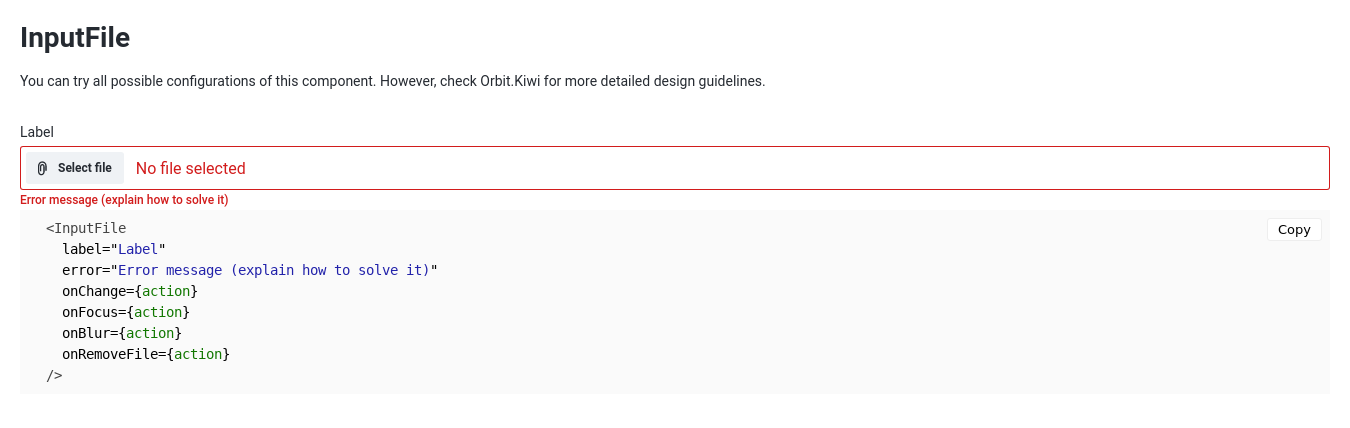 InputFile
You can try all possible configurations of this component. However, check Orbit.Kiwi for more detailed design guidelines.
Label
Select file No file selected
Error message (explain how to solve it)
<InputFile
Copy
label="Label"
error="Error message (explain how to solve it)"
onChange={action}
onFocus={action}
onBlur={action}
onRemoveFile={action}
/>